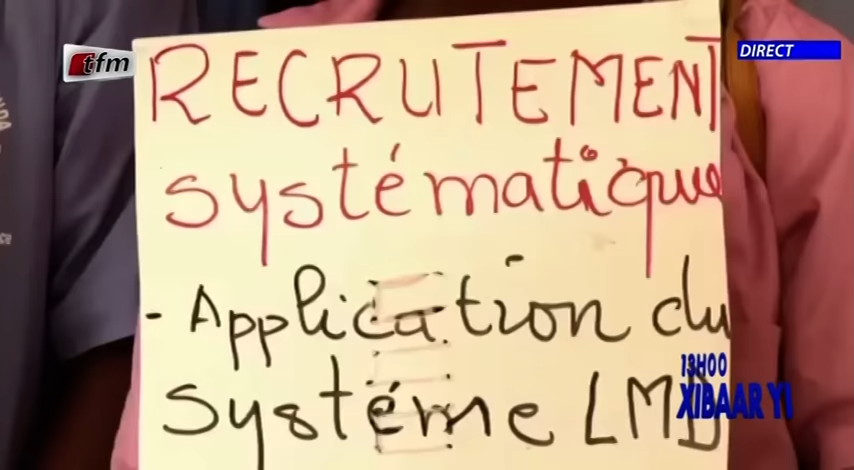 tfm
DIRECT
RECRUTEMENT
systématique
- Application du
système LMD
13H00
XIBAAR YI